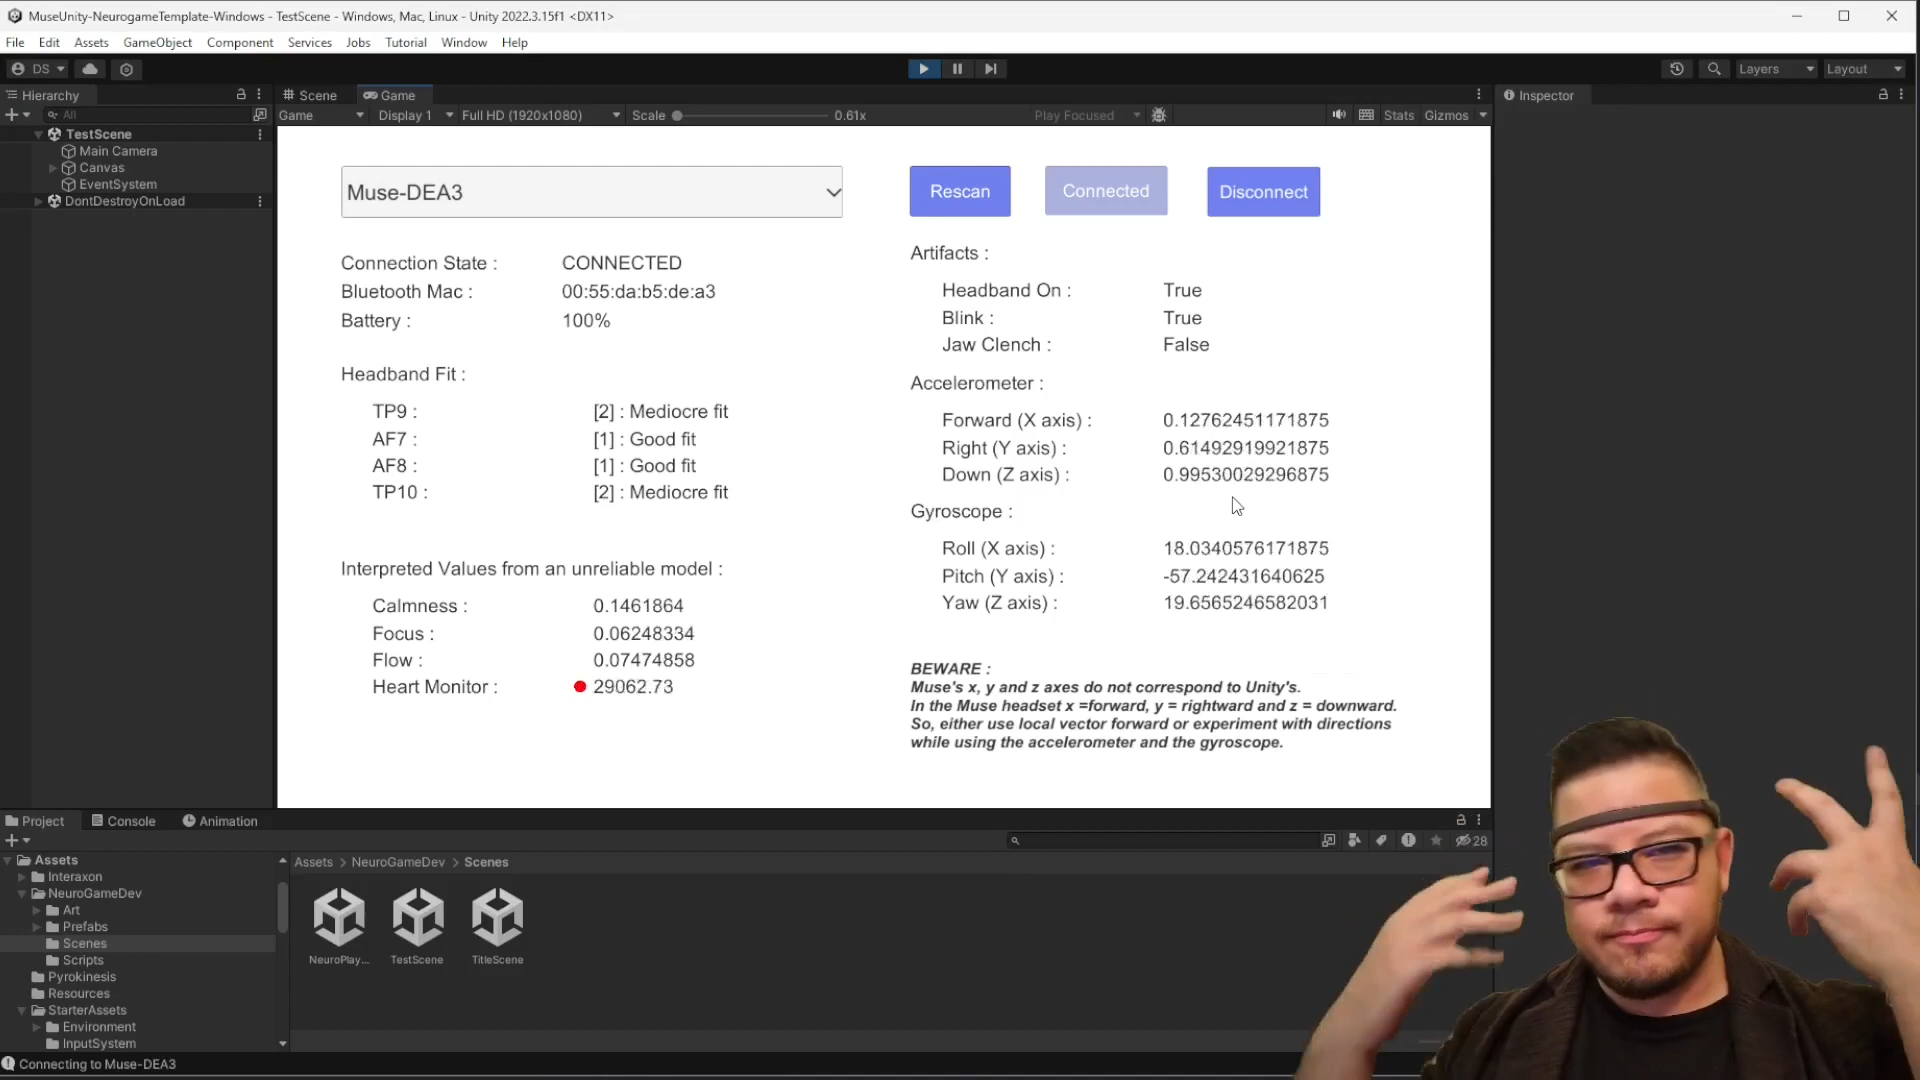 MuseUnity-NeurogameTemplate-Windows - TestScene - Windows, Mac, Linux - Unity 2022.3.15f1 <DX11>
File Edit Assets GameObject Component Services Jobs Tutorial Window Help
DS
Layers
Layout
Hierarchy
Scene
Game
Inspector
All
Game
Display 1
Full HD (1920x1080)
Scale
0.61x
Play Focused
Stats
Gizmos
TestScene
Main Camera
Canvas
EventSystem
DontDestroyOnLoad
Muse-DEA3
Rescan
Connected
Disconnect
Connection State : CONNECTED
Bluetooth Mac : 00:55:da:b5:de:a3
Battery : 100%
Headband Fit :
TP9 : [2] : Mediocre fit
AF7 : [1] : Good fit
AF8 : [1] : Good fit
TP10 : [2] : Mediocre fit
Interpreted Values from an unreliable model :
Calmness : 0.1461864
Focus : 0.06248334
Flow : 0.07474858
Heart Monitor : 29062.73
Artifacts :
Headband On : True
Blink : True
Jaw Clench : False
Accelerometer :
Forward (X axis) : 0.12762451171875
Right (Y axis) : 0.61492919921875
Down (Z axis) : 0.99530029296875
Gyroscope :
Roll (X axis) : 18.0340576171875
Pitch (Y axis) : -57.242431640625
Yaw (Z axis) : 19.6565246582031
BEWARE :
Muse's x, y and z axes do not correspond to Unity's.
In the Muse headset x =forward, y = rightward and z = downward.
So, either use local vector forward or experiment with directions
while using the accelerometer and the gyroscope.
Project
Console
Animation
28
Assets
Interaxon
NeuroGameDev
Art
Prefabs
Scenes
Scripts
Pyrokinesis
Resources
StarterAssets
Environment
InputSystem
Assets > NeuroGameDev > Scenes
NeuroPlay...
TestScene
TitleScene
Connecting to Muse-DEA3